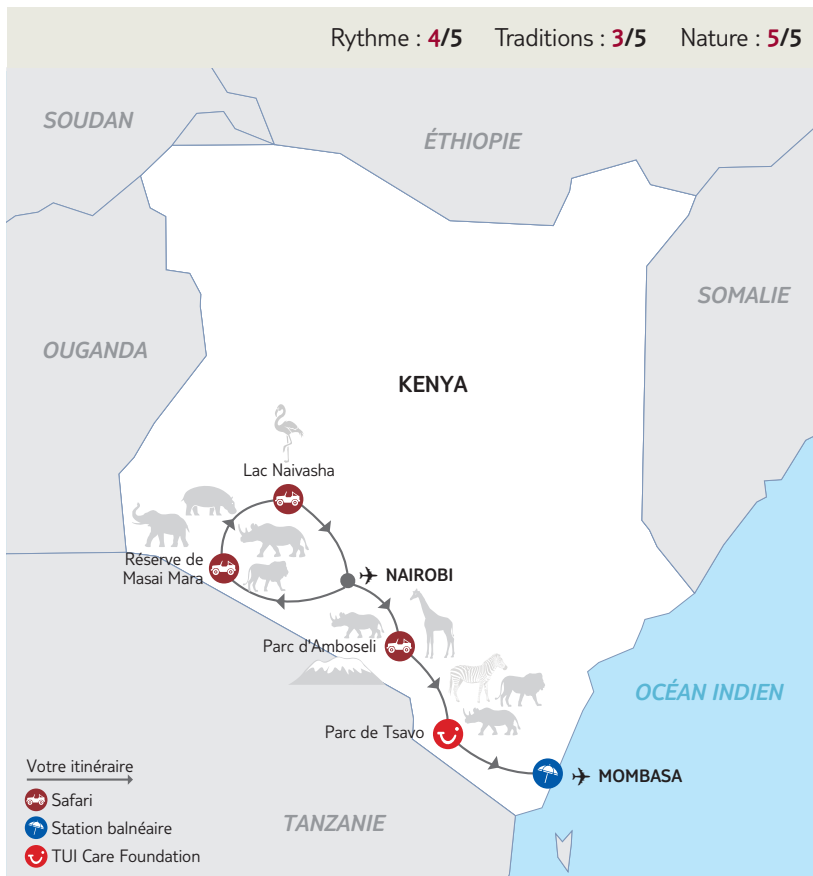 Rythme : 4/5 Traditions : 3/5 Nature : 5/5
SOUDAN
ÉTHIOPIE
SOMALIE
OUGANDA
KENYA
Lac Naivasha
Réserve de
Masai Mara
NAIROBI
Parc d'Amboseli
OCÉAN INDIEN
Parc de Tsavo
MOMBASA
TANZANIE
Votre itinéraire
Safari
Station balnéaire
TUI Care Foundation